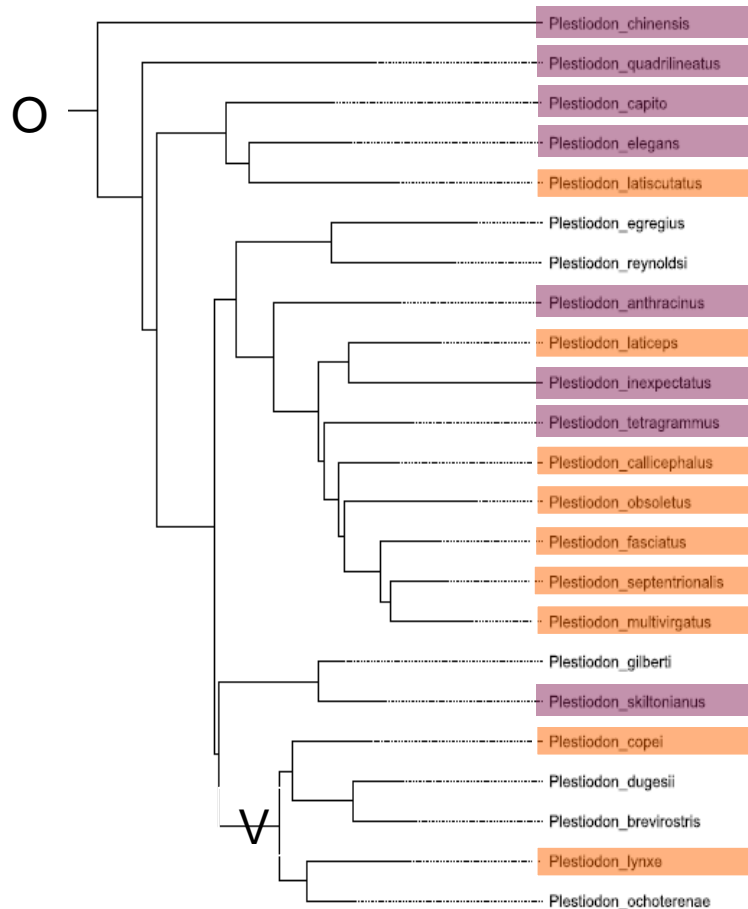 Plestiodon_chinensis
Plestiodon_quadrilineatus
O
Plestiodon_capito
Plestiodon_elegans
Plestiodon_latiscutatus
Plestiodon_egregius
Plestiodon_reynoldsi
Plestiodon_anthracinus
Plestiodon_laticeps
Plestiodon_inexpectatus
Plestiodon_tetragrammus
Plestiodon_callicephalus
Plestiodon_obsoletus
Plestiodon_fasciatus
Plestiodon_septentrionalis
Plestiodon_multivirgatus
Plestiodon_gilberti
Plestiodon_skiltonianus
Plestiodon_copei
Plestiodon_dugesii
V
Plestiodon_brevirostris
Plestiodon_lynxe
Plestiodon_ochoterenae